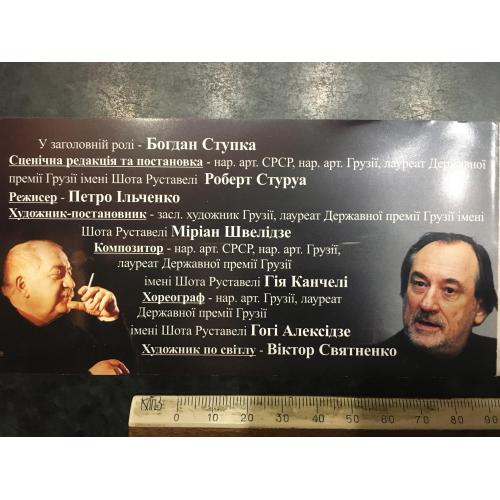 У заголовній ролі - Богдан Ступка
Сценічна редакція та постановка - нар. арт. СРСР, нар. арт. Грузії, лауреат Державної
премії Грузії імені Шота Руставелі Роберт Стуруа
Режисер - Петро Ільченко
Художник-постановник - засл. художник Грузії, лауреат Державної премії Грузії імені
Шота Руставелі Міріан Швелідзе
Композитор - нар. арт. СРСР, нар. арт. Грузії,
лауреат Державної премії Грузії
імені Шота Руставелі Гія Канчелі
Хореограф - нар. арт. Грузії, лауреат
Державної премії Грузії
імені Шота Руставелі Гогі Алексідзе
Художник по світлу - Віктор Святненко
0 10 20 30 40 50 60 70 80 90